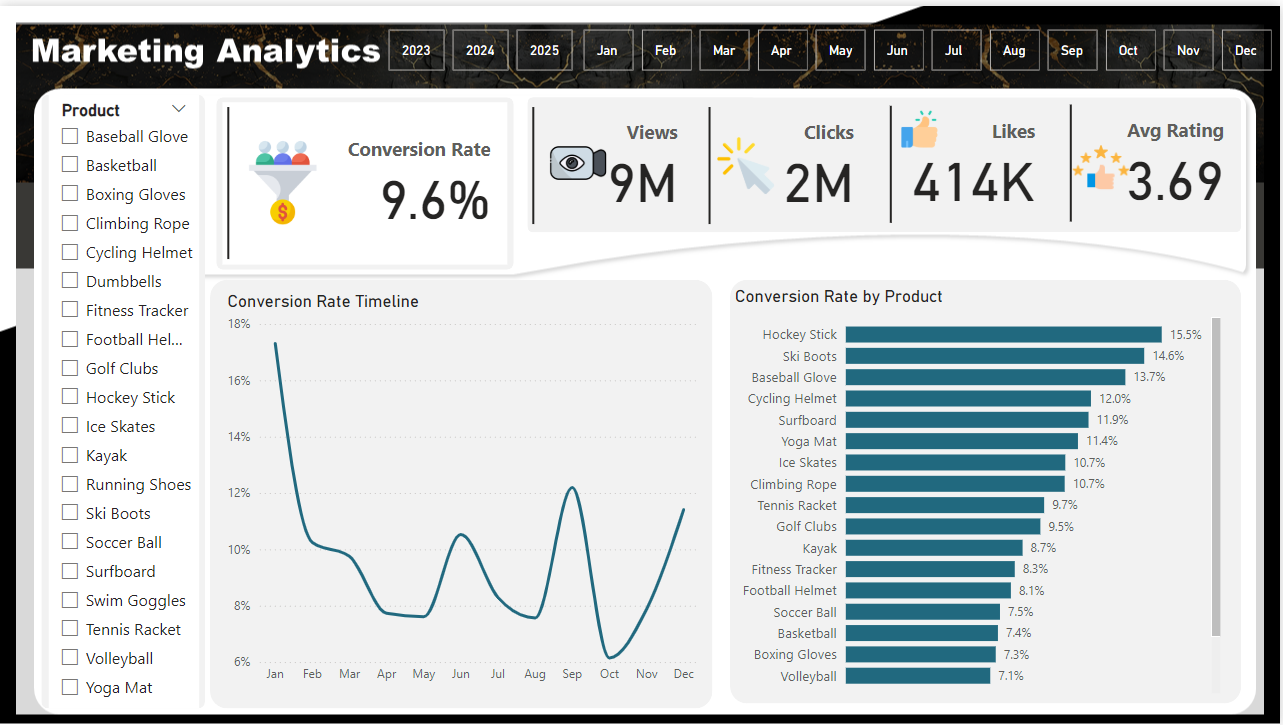 Marketing Analytics 2023 2024 2025 Jan Feb Mar Apr May Jun Jul Aug Sep Oct Nov Dec
Product
Baseball Glove
Basketball
Boxing Gloves
Climbing Rope
Cycling Helmet
Dumbbells
Fitness Tracker
Football Hel...
Golf Clubs
Hockey Stick
Ice Skates
Kayak
Running Shoes
Ski Boots
Soccer Ball
Surfboard
Swim Goggles
Tennis Racket
Volleyball
Yoga Mat
Conversion Rate
9.6%
$
Views
9M
Clicks
2M
Likes
414K
Avg Rating
3.69
Conversion Rate Timeline
18%
16%
14%
12%
10%
8%
6%
Jan Feb Mar Apr May Jun Jul Aug Sep Oct Nov Dec
Conversion Rate by Product
Hockey Stick 15.5%
Ski Boots 14.6%
Baseball Glove 13.7%
Cycling Helmet 12.0%
Surfboard 11.9%
Yoga Mat 11.4%
Ice Skates 10.7%
Climbing Rope 10.7%
Tennis Racket 9.7%
Golf Clubs 9.5%
Kayak 8.7%
Fitness Tracker 8.3%
Football Helmet 8.1%
Soccer Ball 7.5%
Basketball 7.4%
Boxing Gloves 7.3%
Volleyball 7.1%